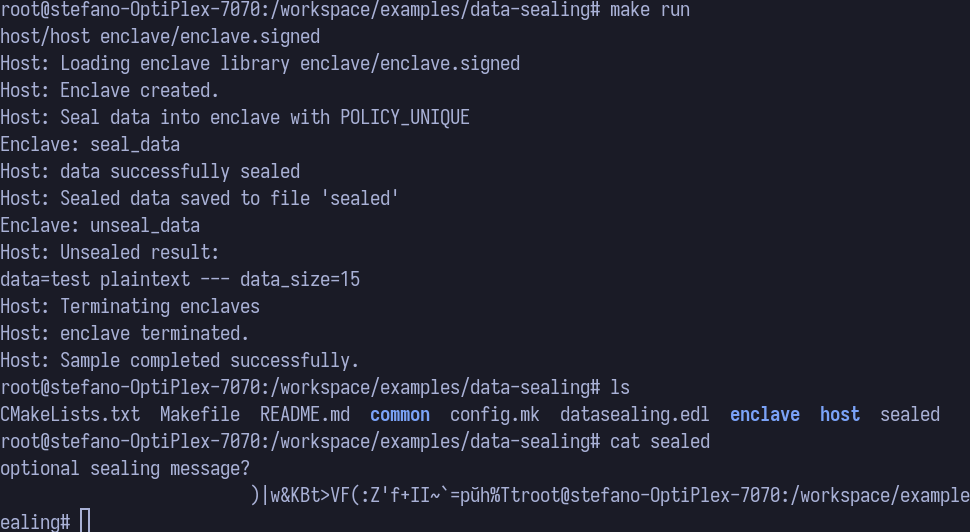 root@stefano-OptiPlex-7070:/workspace/examples/data-sealing# make run
host/host enclave/enclave.signed
Host: Loading enclave library enclave/enclave.signed
Host: Enclave created.
Host: Seal data into enclave with POLICY_UNIQUE
Enclave: seal_data
Host: data successfully sealed
Host: Sealed data saved to file 'sealed'
Enclave: unseal_data
Host: Unsealed result:
data=test plaintext --- data_size=15
Host: Terminating enclaves
Host: enclave terminated.
Host: Sample completed successfully.
root@stefano-OptiPlex-7070:/workspace/examples/data-sealing# ls
CMakeLists.txt  Makefile  README.md  common  config.mk  datasealing.edl  enclave  host  sealed
root@stefano-OptiPlex-7070:/workspace/examples/data-sealing# cat sealed
optional sealing message?
)|w&KBt>VF(:Z'f+II~`=pŭh%Ttroot@stefano-OptiPlex-7070:/workspace/example
ealing#